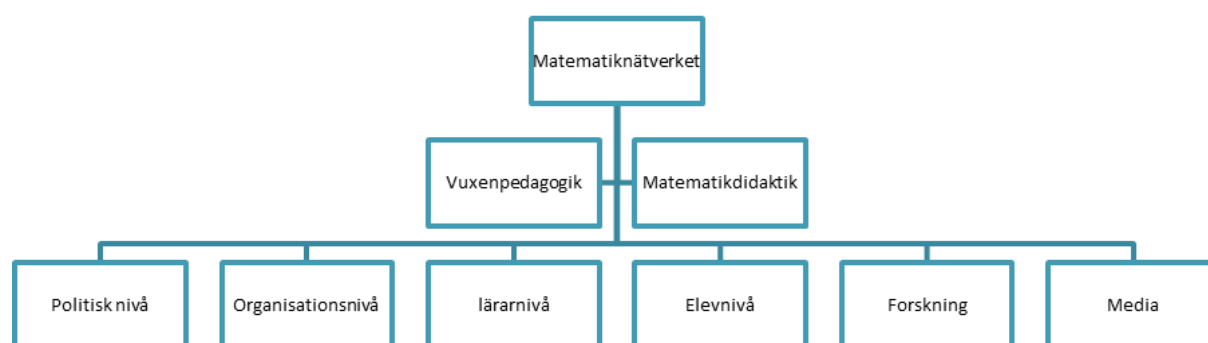 Matematiknätverket
Vuxenpedagogik
Matematikdidaktik
Politisk nivå
Organisationsnivå
lärarnivå
Elevnivå
Forskning
Media